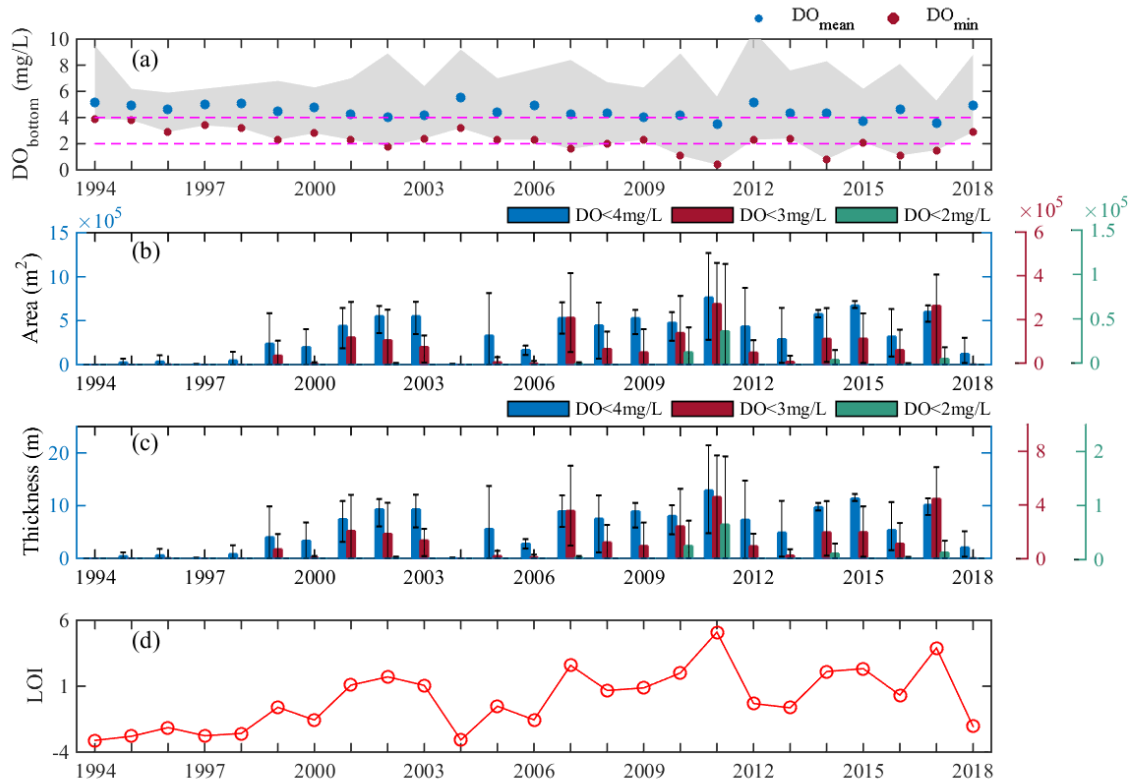 DO_mean DO_min
(a)
DO_bottom (mg/L)
10
8
6
4
2
0
1994 1997 2000 2003 2006 2009 2012 2015 2018
DO<4mg/L DO<3mg/L DO<2mg/L
×10^5 ×10^5 ×10^5
(b)
Area (m^2)
15
10
5
0
6
4
2
0
1.5
1
0.5
0
1994 1997 2000 2003 2006 2009 2012 2015 2018
DO<4mg/L DO<3mg/L DO<2mg/L
(c)
Thickness (m)
20
10
0
8
4
0
2
1
0
1994 1997 2000 2003 2006 2009 2012 2015 2018
(d)
LOI
6
1
-4
1994 1997 2000 2003 2006 2009 2012 2015 2018